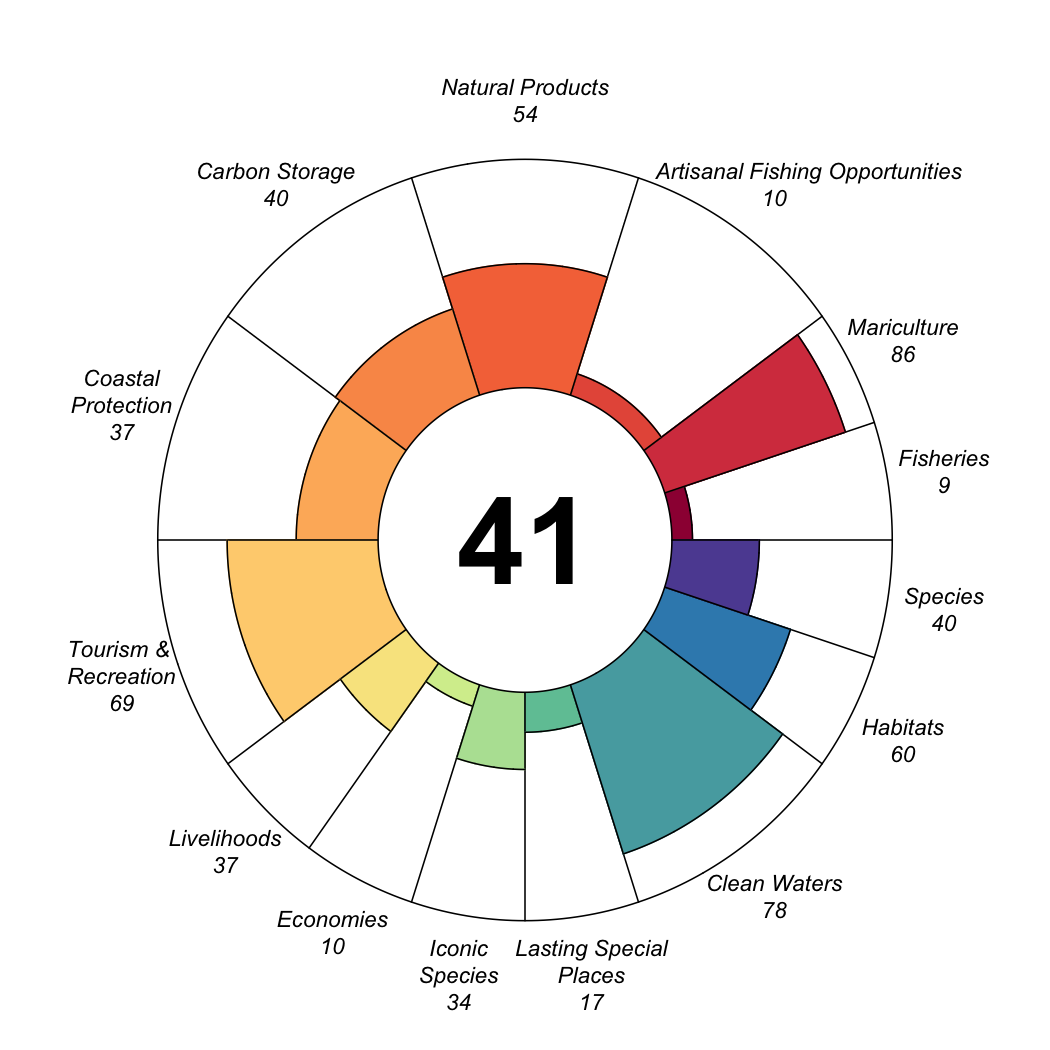 Natural Products
54
Carbon Storage
40
Artisanal Fishing Opportunities
10
Mariculture
86
Coastal
Protection
37
Fisheries
9
41
Species
40
Tourism &
Recreation
69
Habitats
60
Livelihoods
37
Clean Waters
78
Economies
10
Iconic
Species
34
Lasting Special
Places
17